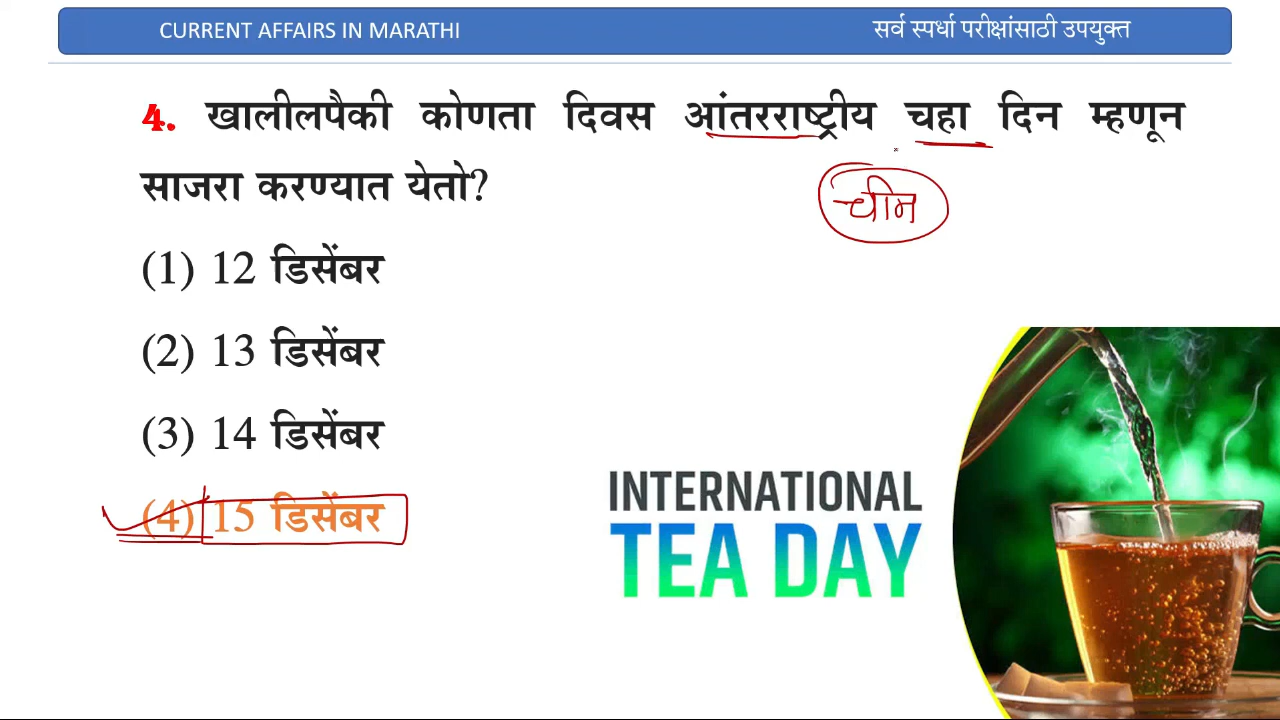 CURRENT AFFAIRS IN MARATHI
सर्व स्पर्धा परीक्षांसाठी उपयुक्त
4. खालीलपैकी कोणता दिवस आंतरराष्ट्रीय चहा दिन म्हणून
साजरा करण्यात येतो?
चीन
(1) 12 डिसेंबर
(2) 13 डिसेंबर
(3) 14 डिसेंबर
(4) 15 डिसेंबर
INTERNATIONAL
TEA DAY